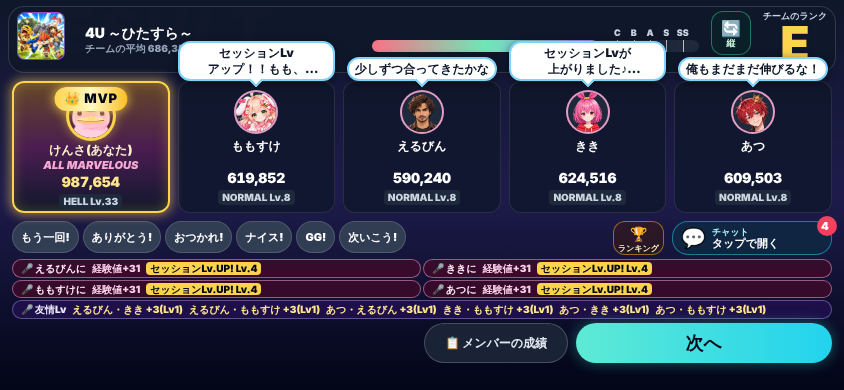 4U ～ひたすら～
チームの平均 686,3
C B A S SS
縦
チームのランク
E
セッションLv
アップ！！もも、...
少しずつ合ってきたかな
セッションLvが
上がりました♪...
俺もまだまだ伸びるな！
MVP
けんさ(あなた)
ALL MARVELOUS
987,654
HELL Lv.33
ももすけ
619,852
NORMAL Lv.8
えるびん
590,240
NORMAL Lv.8
きき
624,516
NORMAL Lv.8
あつ
609,503
NORMAL Lv.8
もう一回!
ありがとう!
おつかれ!
ナイス!
GG!
次いこう!
ランキング
チャット
タップで開く
4
えるびんに 経験値+31 セッションLv.UP! Lv.4
ききに 経験値+31 セッションLv.UP! Lv.4
ももすけに 経験値+31 セッションLv.UP! Lv.4
あつに 経験値+31 セッションLv.UP! Lv.4
友情Lv えるびん・きき +3(Lv1) えるびん・ももすけ +3(Lv1) あつ・えるびん +3(Lv1) きき・ももすけ +3(Lv1) あつ・きき +3(Lv1) あつ・ももすけ +3(Lv1)
メンバーの成績
次へ